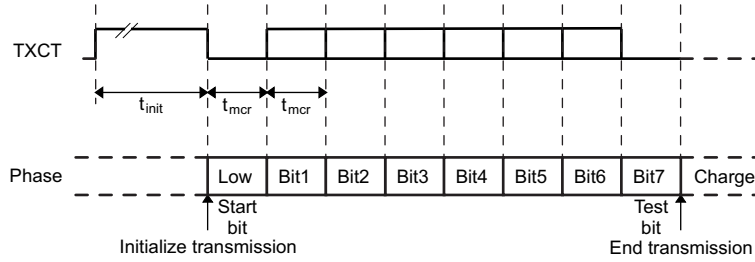 TXCT
t_init t_mcr t_mcr
Phase Low Bit1 Bit2 Bit3 Bit4 Bit5 Bit6 Bit7 Charge
Start bit
Test bit
Initialize transmission
End transmission